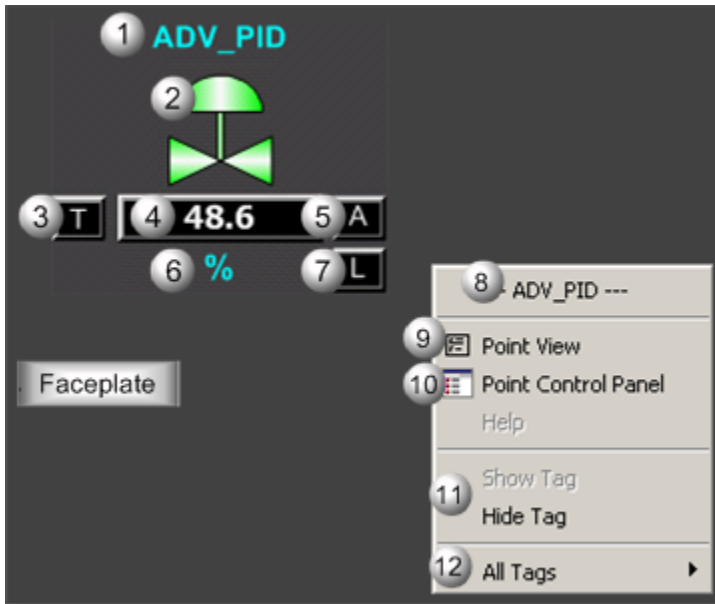 1 ADV_PID
2
3 T 4 48.6 5 A
6 % 7 L
8 - ADV_PID ---
9 Point View
Faceplate
10 Point Control Panel
Help
11 Show Tag
Hide Tag
12 All Tags